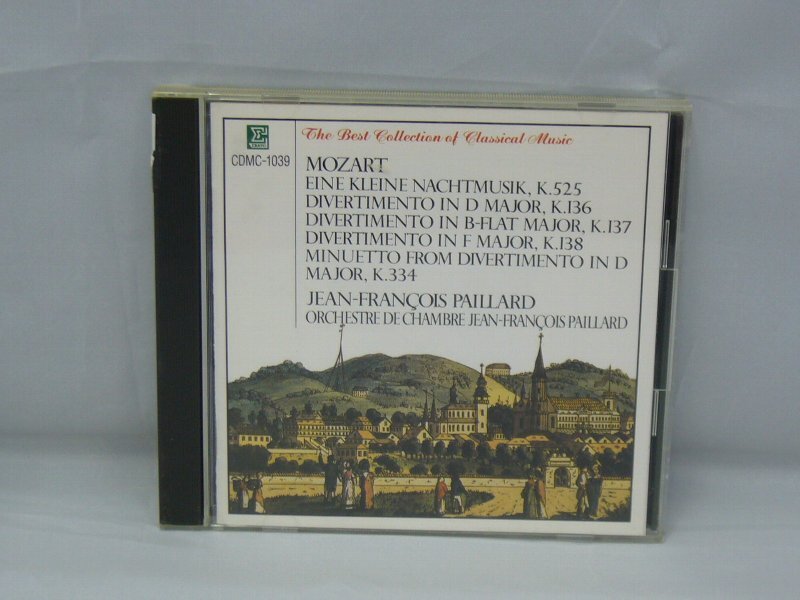 The Best Collection of Classical Music
ERATO
CDMC-1039
MOZART
EINE KLEINE NACHTMUSIK, K.525
DIVERTIMENTO IN D MAJOR, K.136
DIVERTIMENTO IN B-FLAT MAJOR, K.137
DIVERTIMENTO IN F MAJOR, K.138
MINUETTO FROM DIVERTIMENTO IN D
MAJOR, K.334
JEAN-FRANÇOIS PAILLARD
ORCHESTRE DE CHAMBRE JEAN-FRANÇOIS PAILLARD